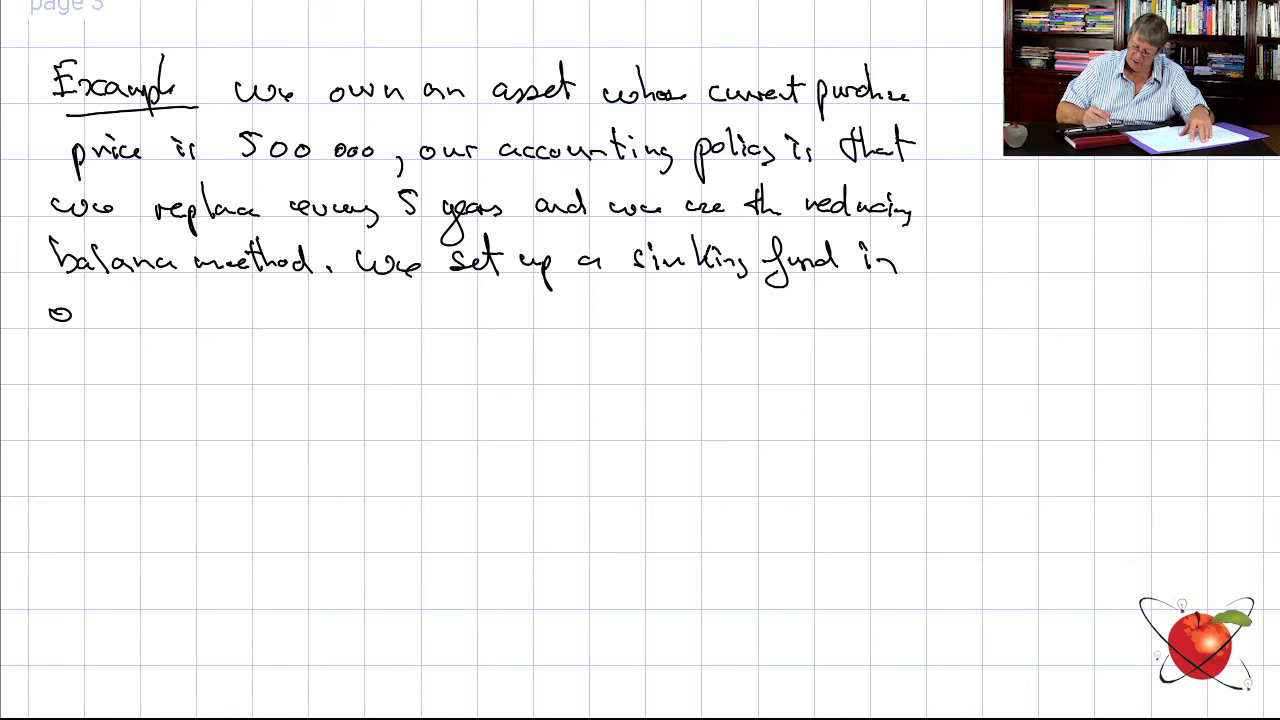 page 3
Example We own an asset whose current purchase
price is 500 000, our accounting policy is that
we replace every 5 years and we use the reducing
balance method. We set up a sinking fund in
o